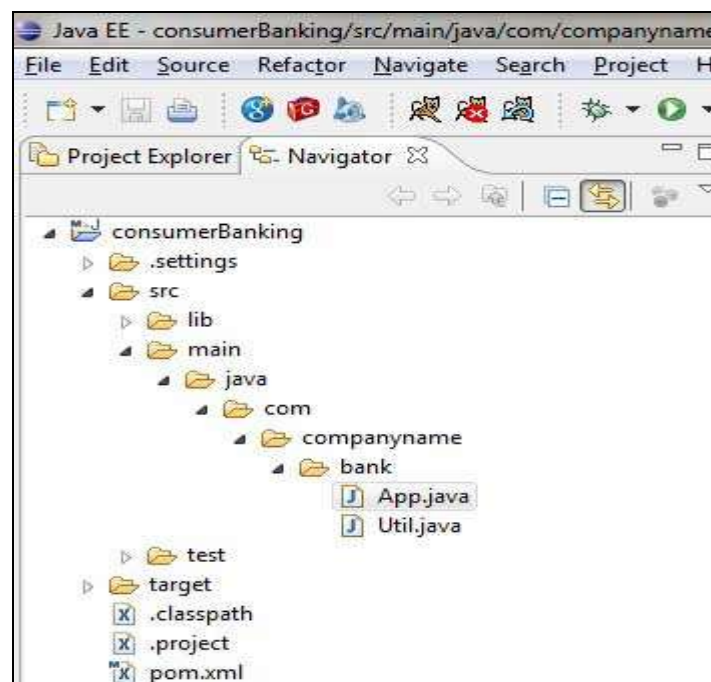 Java EE - consumerBanking/src/main/java/com/companyname
File Edit Source Refactor Navigate Search Project H
Project Explorer Navigator
consumerBanking
.settings
src
lib
main
java
com
companyname
bank
App.java
Util.java
test
target
.classpath
.project
pom.xml